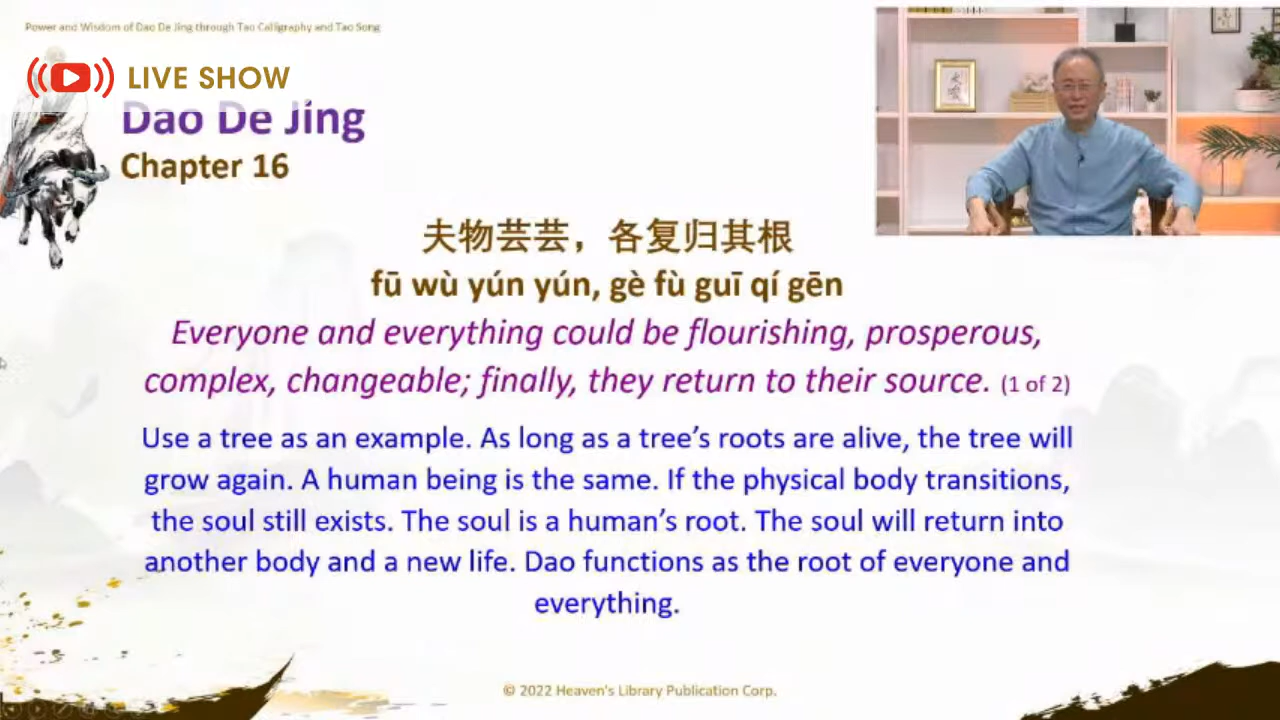 Power and Wisdom of Dao De Jing through Tao Calligraphy and Tao Song
LIVE SHOW
Dao De Jing
Chapter 16
夫物芸芸，各复归其根
fū wù yún yún, gè fù guī qí gēn
Everyone and everything could be flourishing, prosperous,
complex, changeable; finally, they return to their source. (1 of 2)
Use a tree as an example. As long as a tree’s roots are alive, the tree will
grow again. A human being is the same. If the physical body transitions,
the soul still exists. The soul is a human’s root. The soul will return into
another body and a new life. Dao functions as the root of everyone and
everything.
© 2022 Heaven's Library Publication Corp.